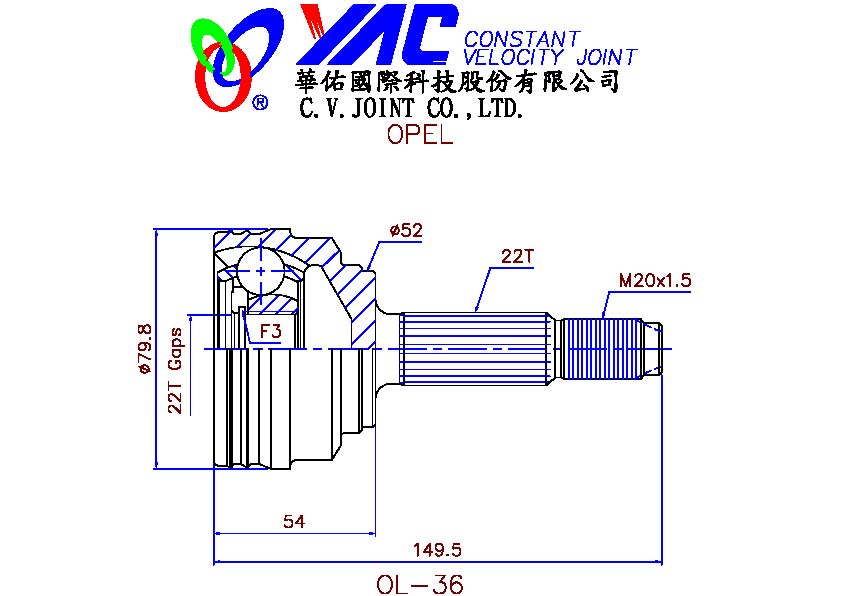 YAC CONSTANT
VELOCITY JOINT
®
華佑國際科技股份有限公司
C.V.JOINT CO.,LTD.
OPEL
ø52
22T
M20x1.5
F3
ø79.8
22T Gaps
54
149.5
OL-36